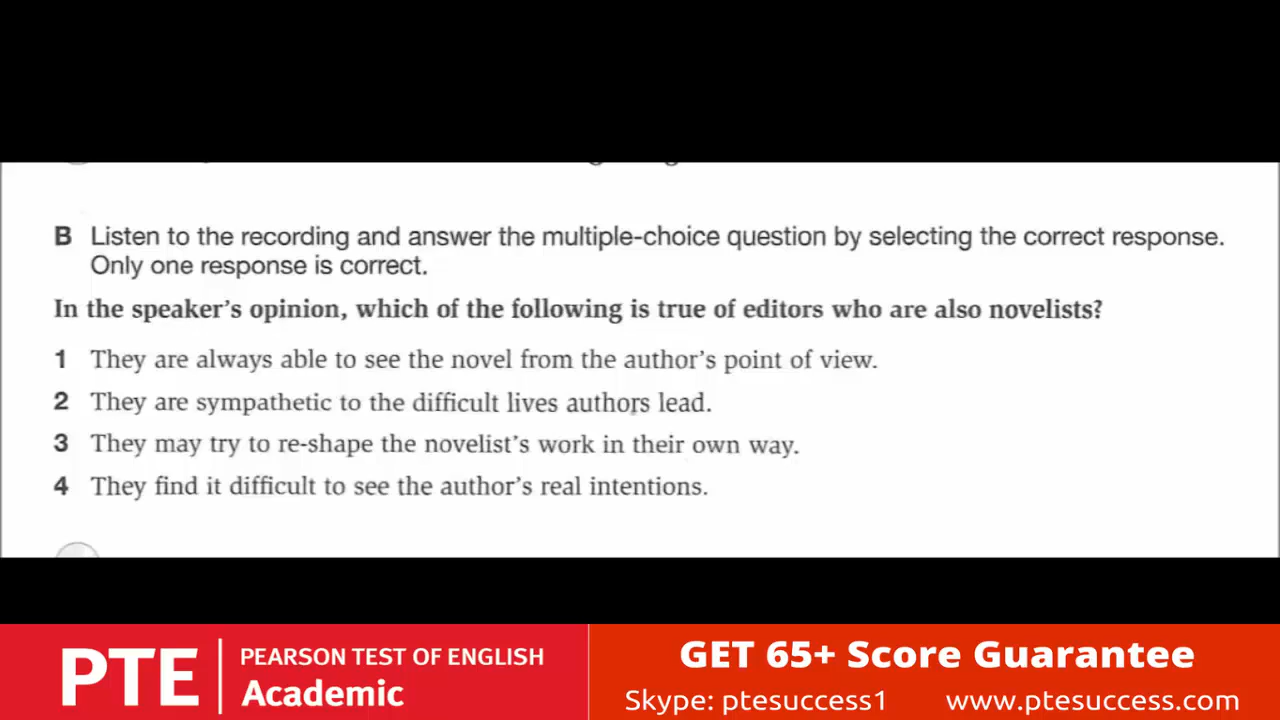 B Listen to the recording and answer the multiple-choice question by selecting the correct response.
Only one response is correct.
In the speaker's opinion, which of the following is true of editors who are also novelists?
1 They are always able to see the novel from the author's point of view.
2 They are sympathetic to the difficult lives authors lead.
3 They may try to re-shape the novelist's work in their own way.
4 They find it difficult to see the author's real intentions.
PTE PEARSON TEST OF ENGLISH
Academic
GET 65+ Score Guarantee
Skype: ptesuccess1 www.ptesuccess.com